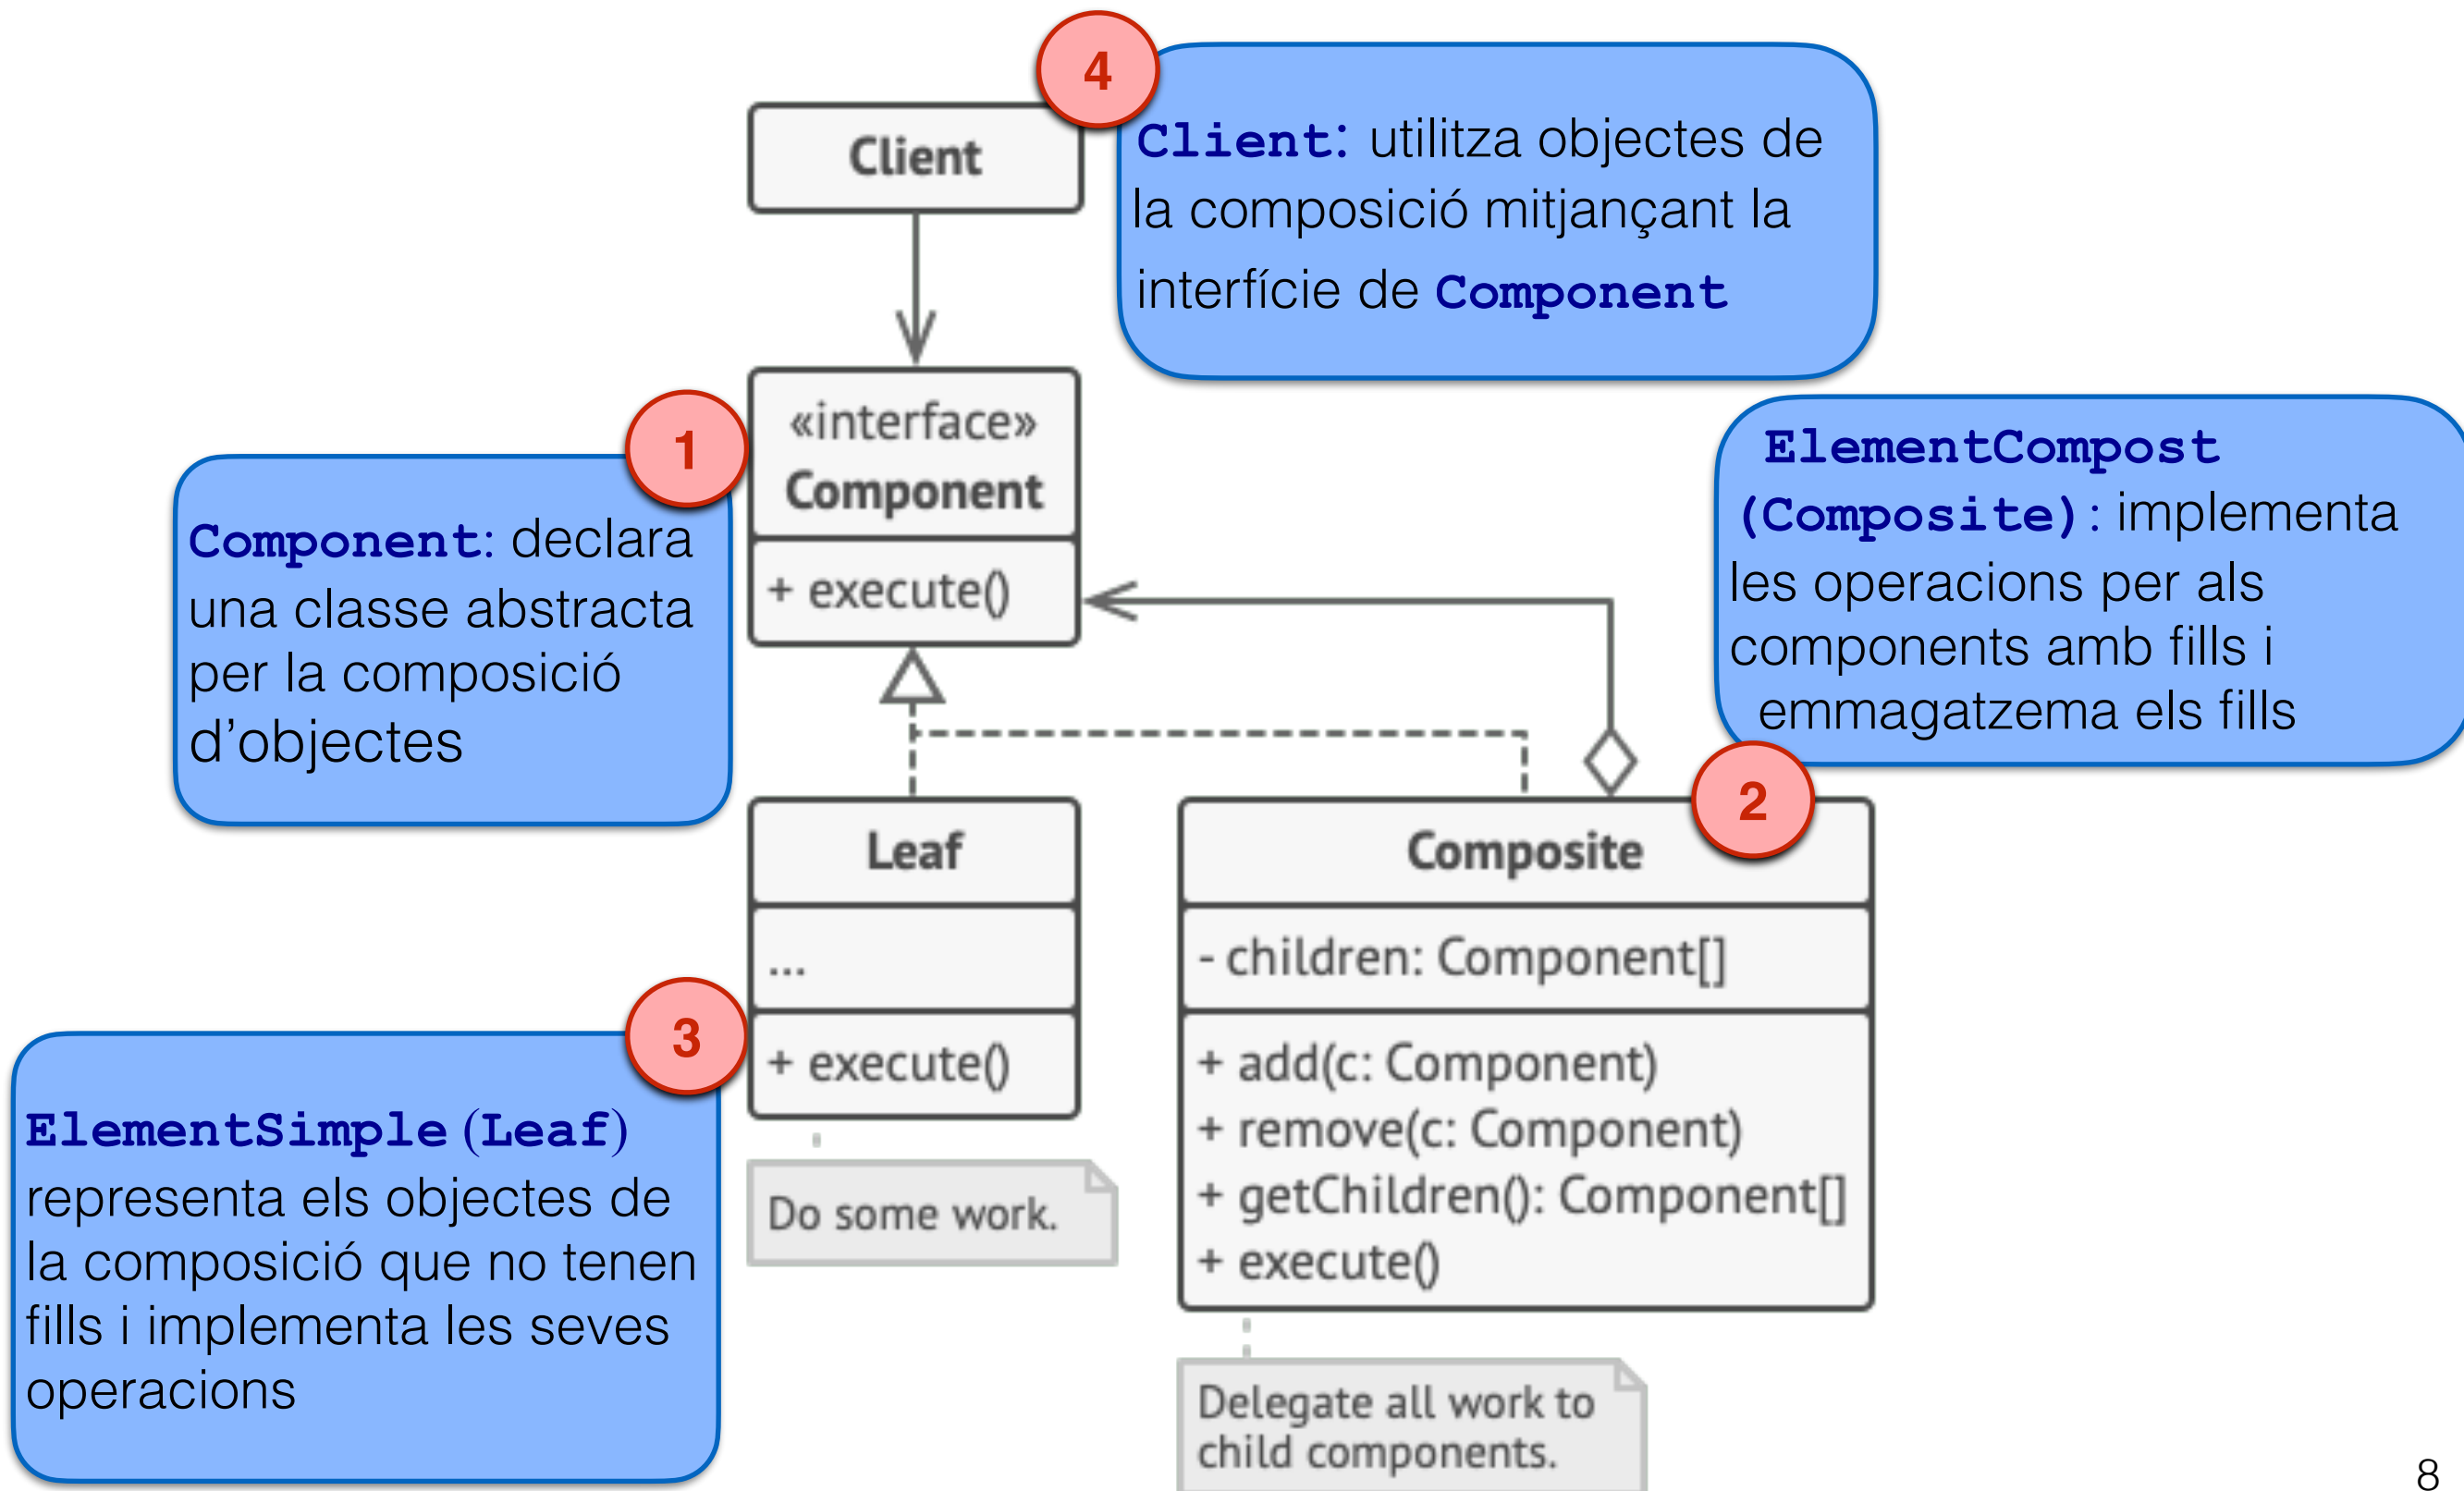 4
Client
Client: utilitza objectes de
la composició mitjançant la
interfície de Component
1
«interface»
Component
+ execute()
Component: declara
una classe abstracta
per la composició
d’objectes
ElementCompost
(Composite): implementa
les operacions per als
components amb fills i
emmagatzema els fills
2
Leaf
...
+ execute()
Do some work.
Composite
- children: Component[]
+ add(c: Component)
+ remove(c: Component)
+ getChildren(): Component[]
+ execute()
Delegate all work to
child components.
3
ElementSimple (Leaf)
representa els objectes de
la composició que no tenen
fills i implementa les seves
operacions
8